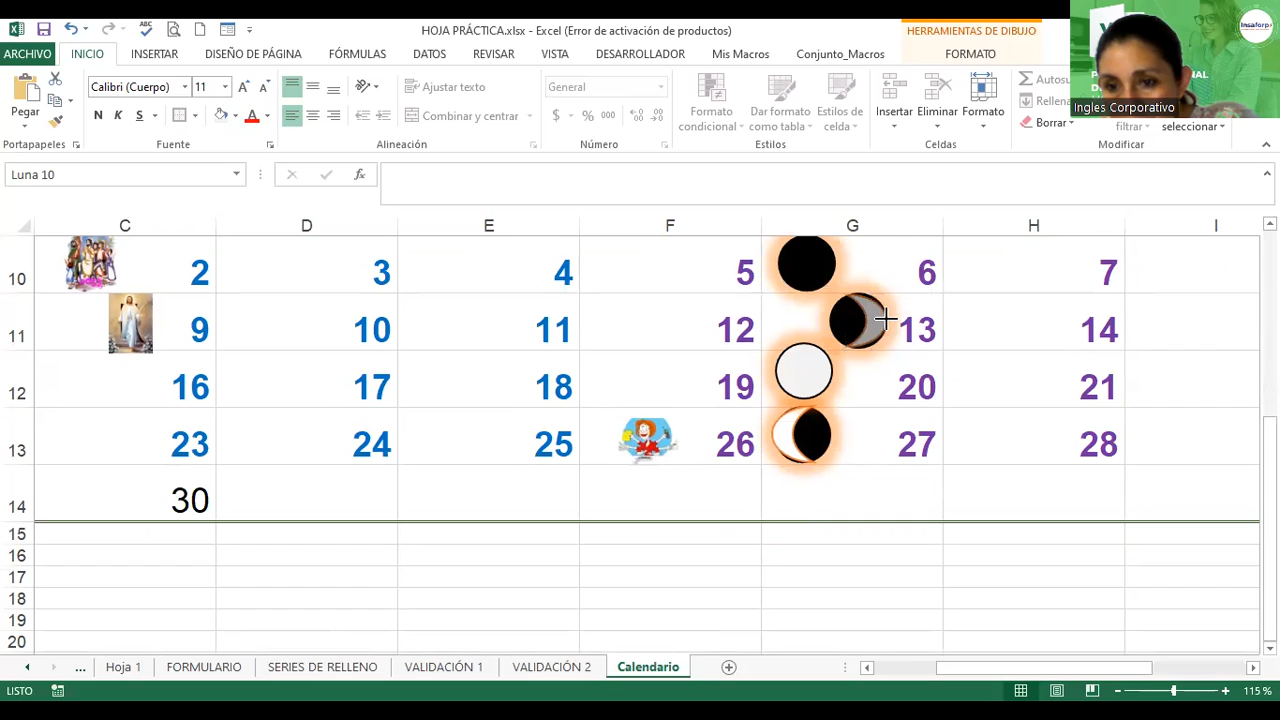 HOJA PRÁCTICA.xlsx - Excel (Error de activación de productos)
HERRAMIENTAS DE DIBUJO
ARCHIVO INICIO INSERTAR DISEÑO DE PÁGINA FÓRMULAS DATOS REVISAR VISTA DESARROLLADOR Mis Macros Conjunto_Macros FORMATO
Insaforp
Ingles Corporativo
Calibri (Cuerpo) 11
Ajustar texto
General
Pegar
N K S
Combinar y centrar
$ % 000
Formato condicional
Dar formato como tabla
Estilos de celda
Insertar Eliminar Formato
Borrar
filtrar
seleccionar
Portapapeles Fuente Alineación Número Estilos Celdas Modificar
Luna 10
fx
C D E F G H I
10 2 3 4 5 6 7
11 9 10 11 12 13 14
12 16 17 18 19 20 21
13 23 24 25 26 27 28
14 30
15
16
17
18
19
20
... Hoja 1 FORMULARIO SERIES DE RELLENO VALIDACIÓN 1 VALIDACIÓN 2 Calendario
LISTO 115 %